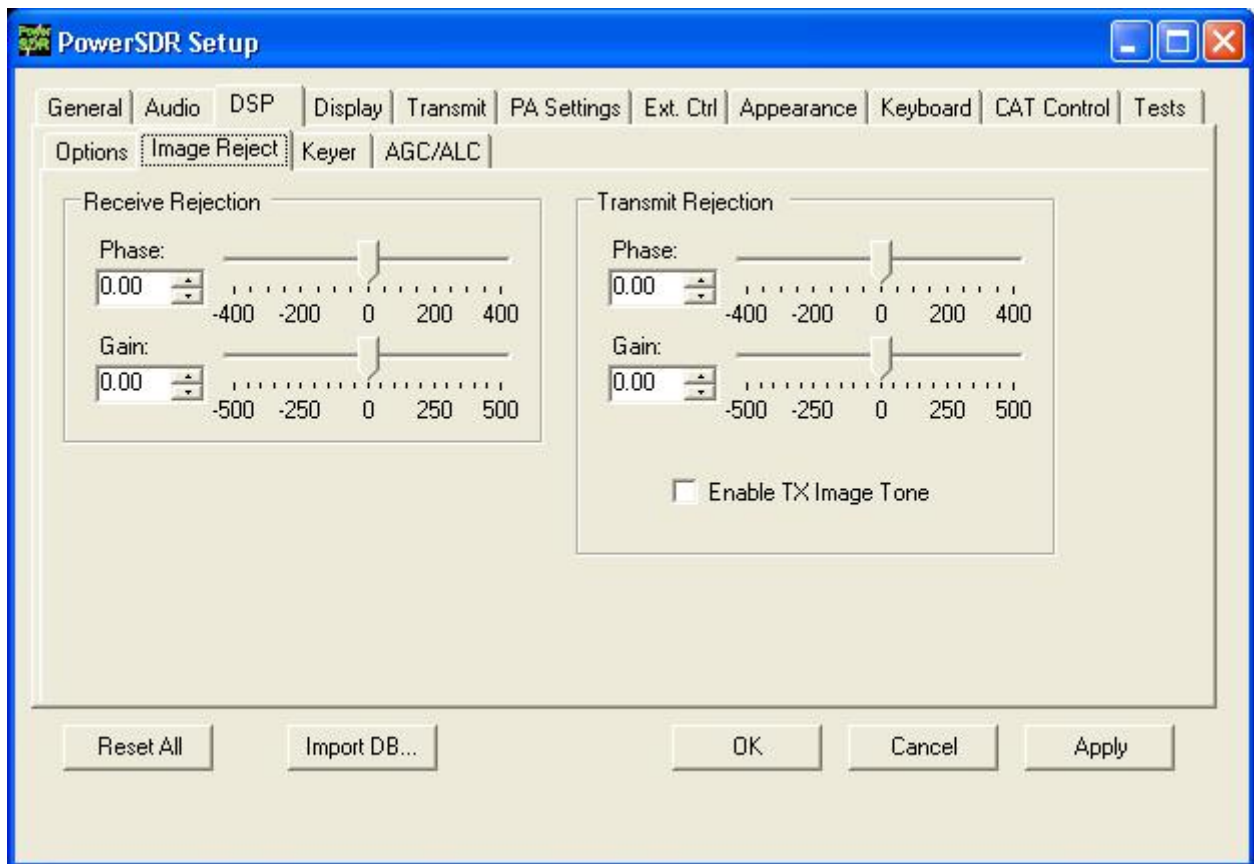 Power SDR PowerSDR Setup
General Audio DSP Display Transmit PA Settings Ext. Ctrl Appearance Keyboard CAT Control Tests
Options Image Reject Keyer AGC/ALC
Receive Rejection
Phase:
0.00
-400 -200 0 200 400
Gain:
0.00
-500 -250 0 250 500
Transmit Rejection
Phase:
0.00
-400 -200 0 200 400
Gain:
0.00
-500 -250 0 250 500
Enable TX Image Tone
Reset All Import DB... OK Cancel Apply